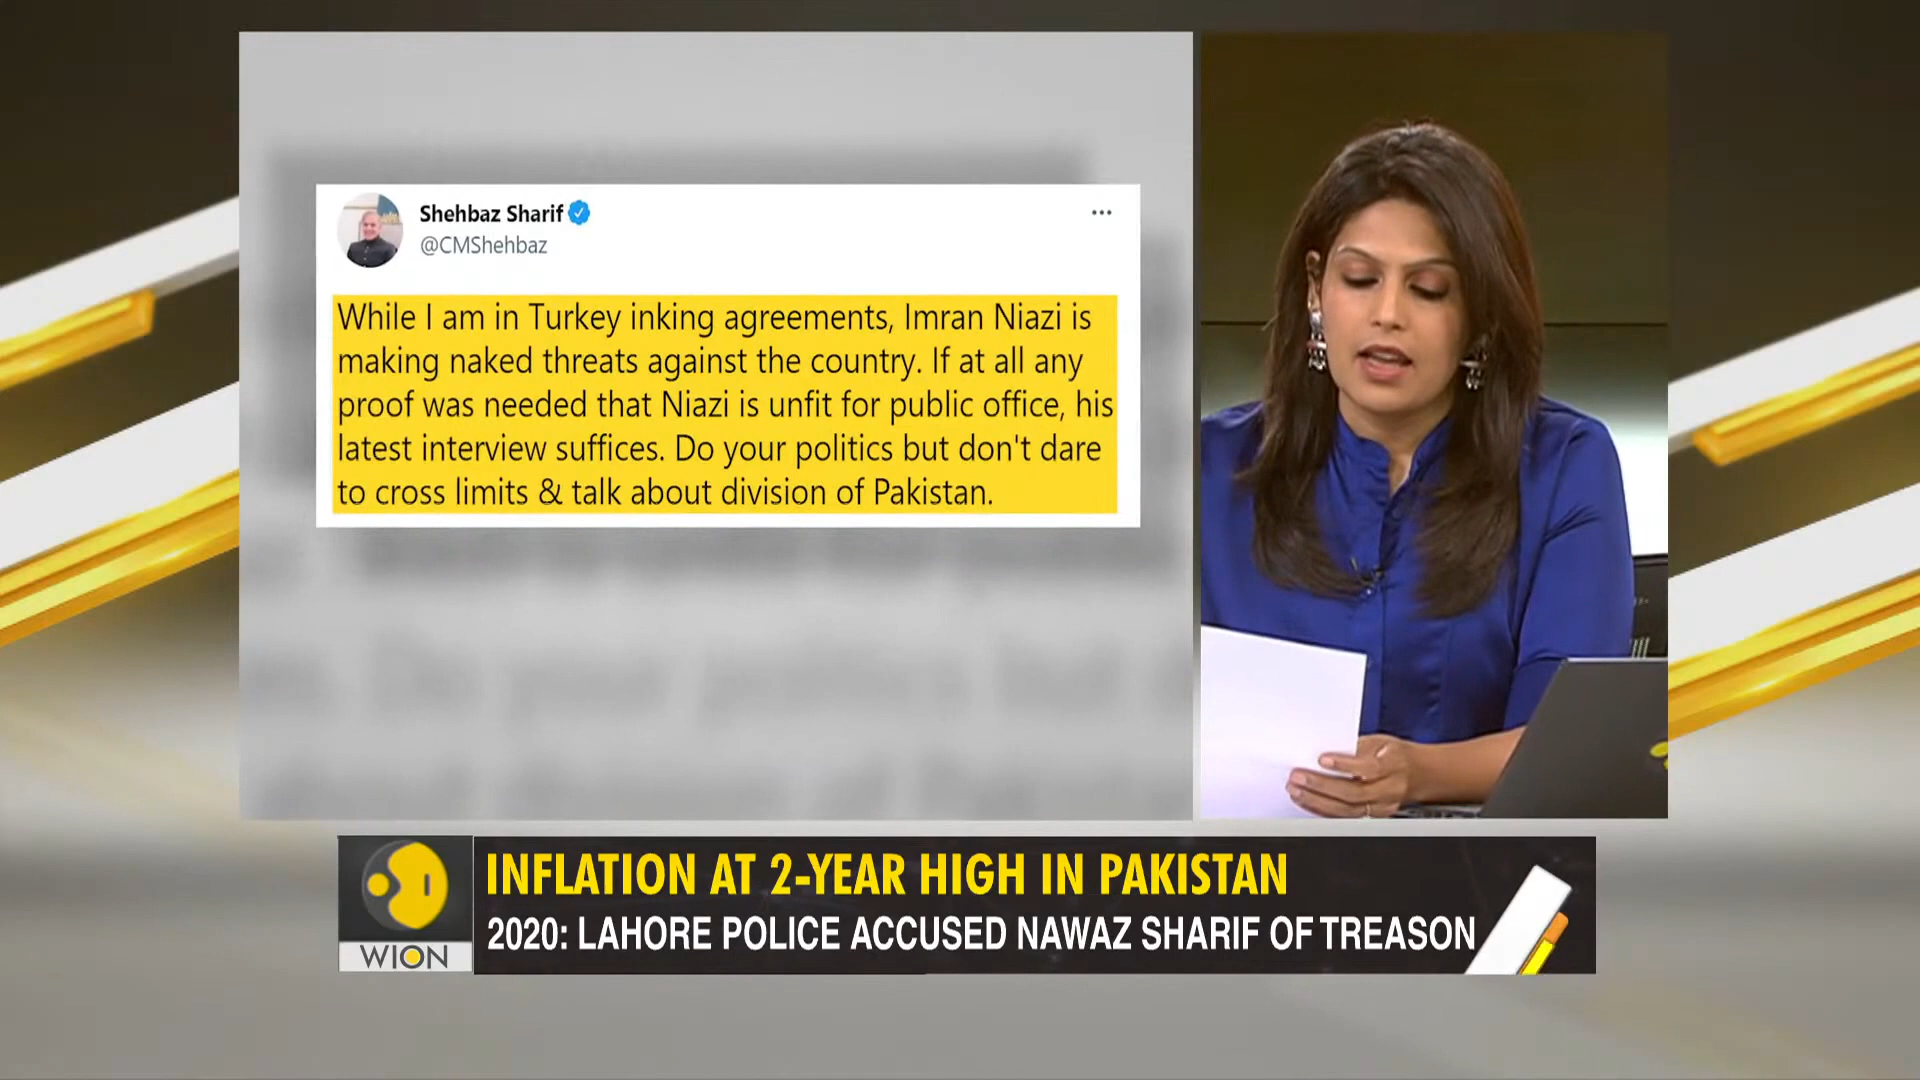 Shehbaz Sharif
@CMShehbaz
While I am in Turkey inking agreements, Imran Niazi is
making naked threats against the country. If at all any
proof was needed that Niazi is unfit for public office, his
latest interview suffices. Do your politics but don't dare
to cross limits & talk about division of Pakistan.
INFLATION AT 2-YEAR HIGH IN PAKISTAN
2020: LAHORE POLICE ACCUSED NAWAZ SHARIF OF TREASON
WION